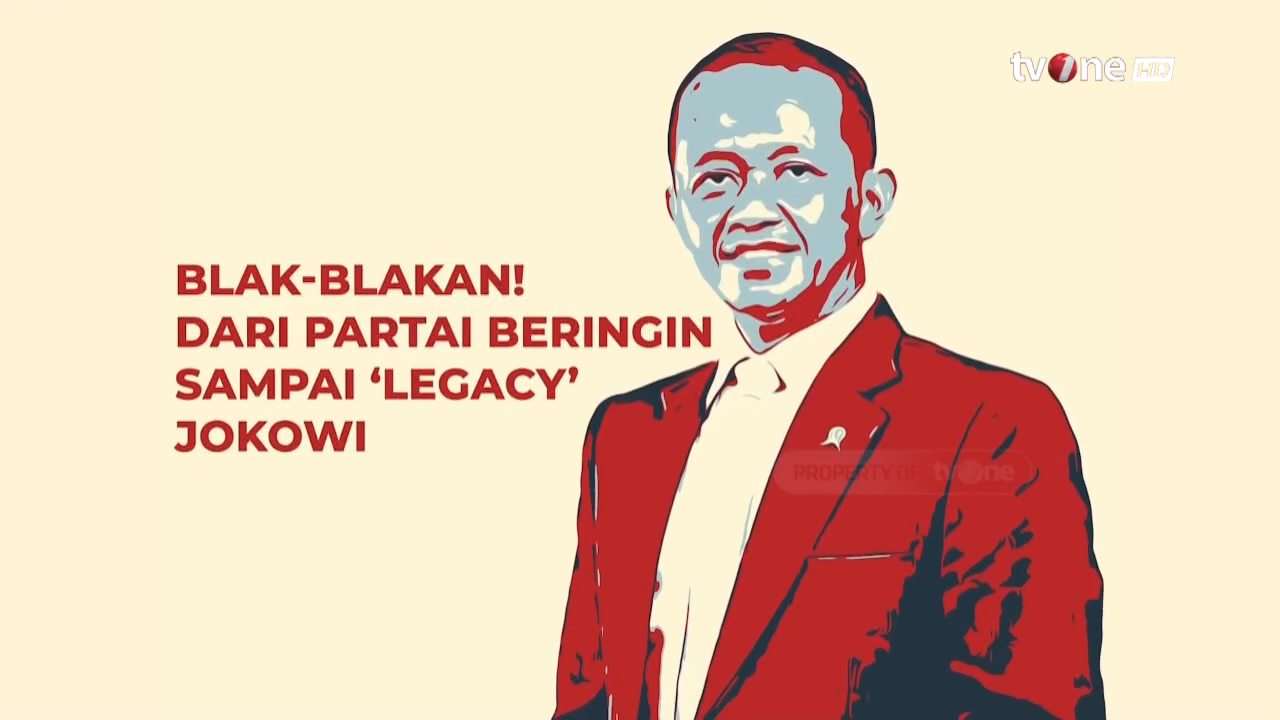 tvOne HD
BLAK-BLAKAN!
DARI PARTAI BERINGIN
SAMPAI ‘LEGACY’
JOKOWI
PROPERTY OF tvOne